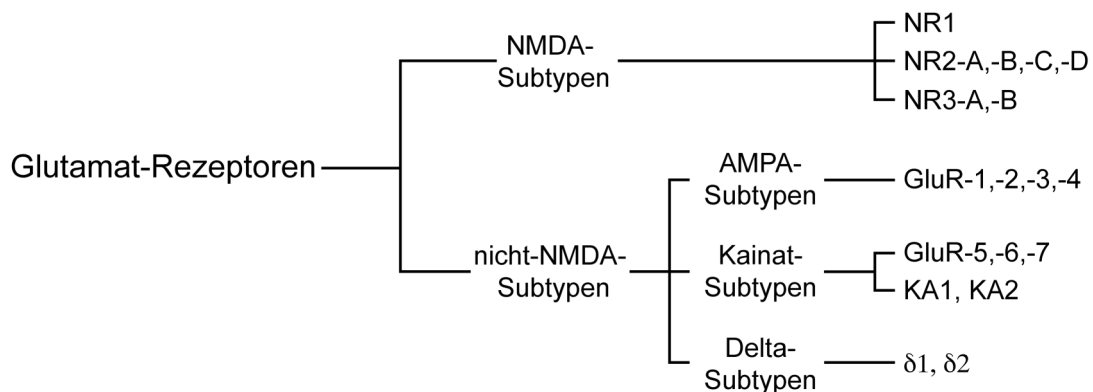 Glutamat-Rezeptoren
NMDA-
Subtypen
NR1
NR2-A,-B,-C,-D
NR3-A,-B
nicht-NMDA-
Subtypen
AMPA-
Subtypen
GluR-1,-2,-3,-4
Kainat-
Subtypen
GluR-5,-6,-7
KA1, KA2
Delta-
Subtypen
δ1, δ2